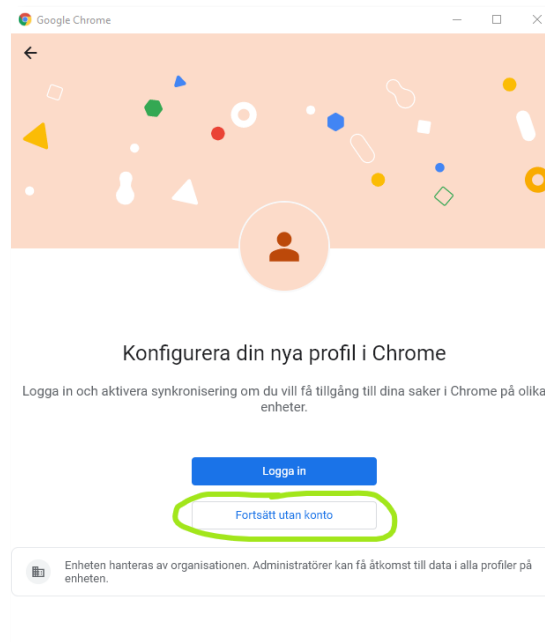 Google Chrome
Konfigurera din nya profil i Chrome
Logga in och aktivera synkronisering om du vill få tillgång till dina saker i Chrome på olika
enheter.
Logga in
Fortsätt utan konto
Enheten hanteras av organisationen. Administratörer kan få åtkomst till data i alla profiler på
enheten.